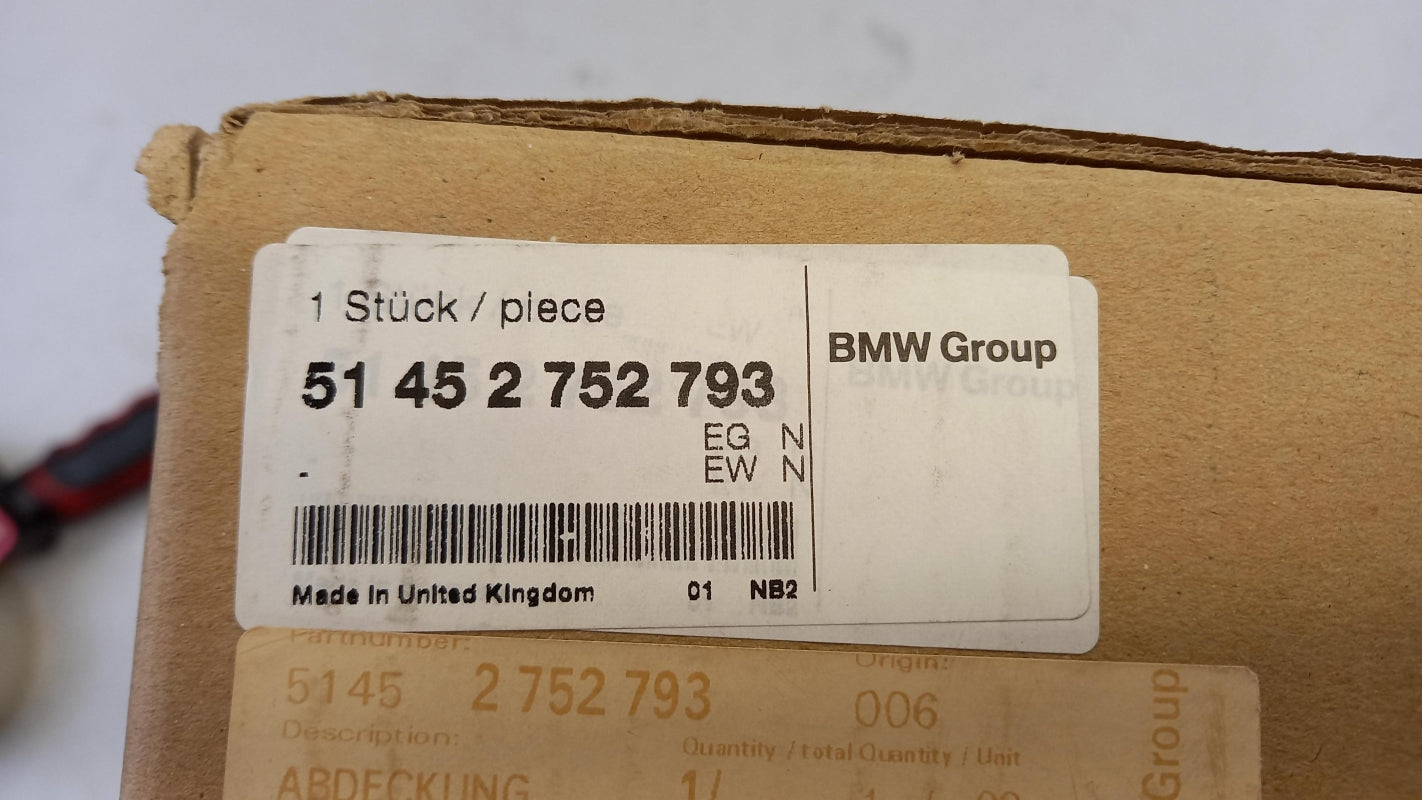 1 Stück / piece
51 45 2 752 793
BMW Group
EG N
EW N
-
Made in United Kingdom 01 NB2
Partnumber:
Origin:
5145 2 752 793
006
Description:
Quantity / total Quantity / Unit
ABDECKUNG
1/
Group